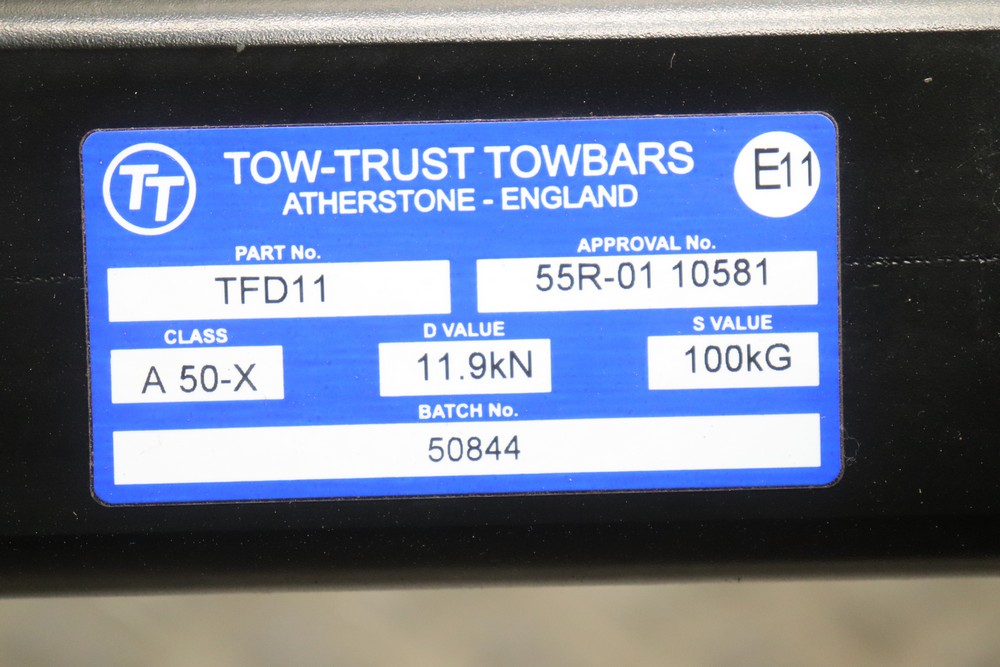 TT
TOW-TRUST TOWBARS
ATHERSTONE - ENGLAND
E11
PART No.
TFD11
APPROVAL No.
55R-01 10581
CLASS
A 50-X
D VALUE
11.9kN
S VALUE
100kG
BATCH No.
50844